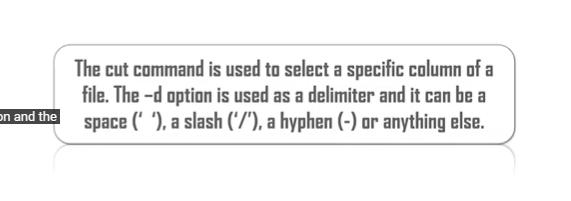 The cut command is used to select a specific column of a
file. The -d option is used as a delimiter and it can be a
space (' '), a slash ('/'), a hyphen (-) or anything else.
on and the